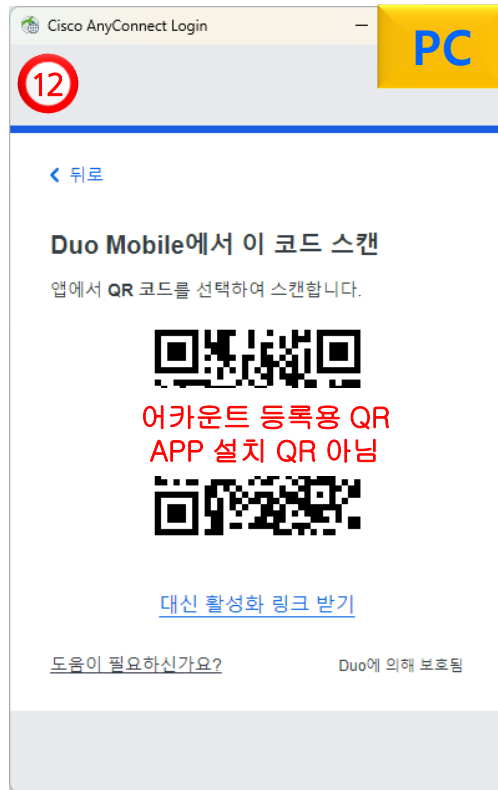 Cisco AnyConnect Login
PC
12
뒤로
Duo Mobile에서 이 코드 스캔
앱에서 QR 코드를 선택하여 스캔합니다.
어카운트 등록용 QR
APP 설치 QR 아님
대신 활성화 링크 받기
도움이 필요하신가요?
Duo에 의해 보호됨